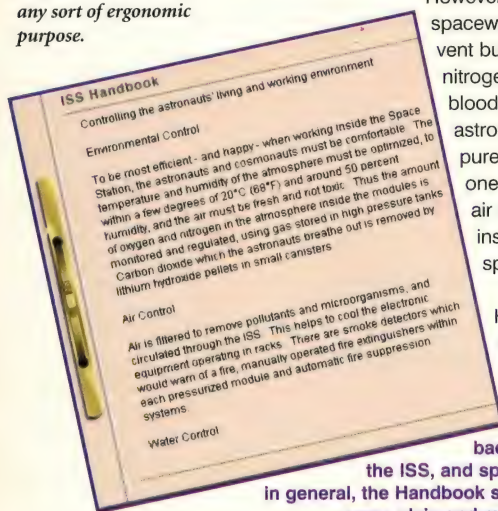 any sort of ergonomic
purpose.
ISS Handbook
Controlling the astronauts' living and working environment
Environmental Control
To be most efficient - and happy - when working inside the Space
Station, the astronauts and cosmonauts must be comfortable. The
temperature and humidity of the atmosphere must be optimized, to
within a few degrees of 20°C (68°F) and around 50 percent
humidity, and the air must be fresh and not toxic. Thus the amount
of oxygen and nitrogen in the atmosphere inside the modules is
monitored and regulated, using gas stored in high pressure tanks
Carbon dioxide which the astronauts breathe out is removed by
lithium hydroxide pellets in small canisters
Air Control
Air is filtered to remove pollutants and microorganisms, and
circulated through the ISS. This helps to cool the electronic
equipment operating in racks. There are smoke detectors which
would warn of a fire, manually operated fire extinguishers within
each pressurized module and automatic fire suppression
systems.
Water Control
However
spacew
vent bu
nitroge
blood
astro
pure
one
air
ins
sp
H
bac
the ISS, and sp
in general, the Handbook s